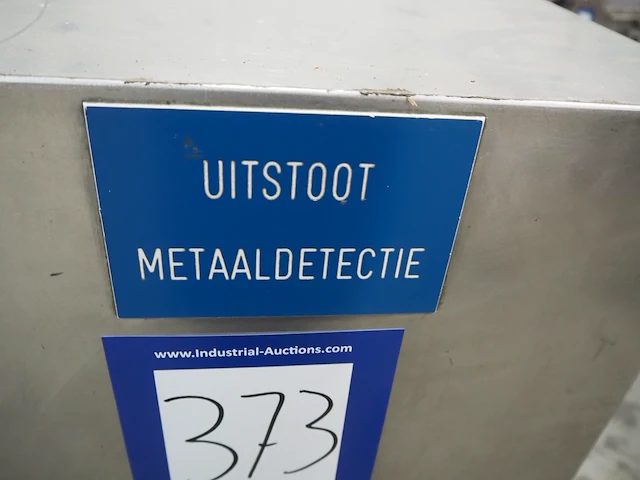 UITSTOOT
METAALDETECTIE
www.Industrial-Auctions.com
373